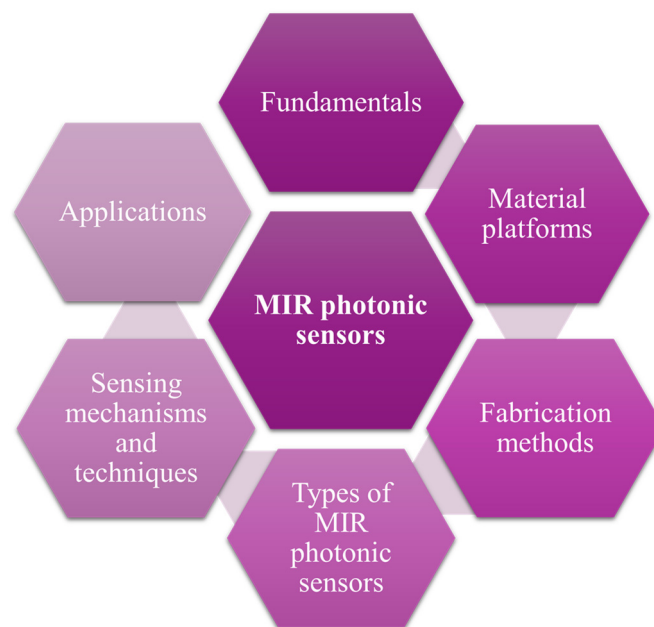 Fundamentals
Material
platforms
Fabrication
methods
Types of
MIR
photonic
sensors
Sensing
mechanisms
and
techniques
Applications
MIR photonic
sensors